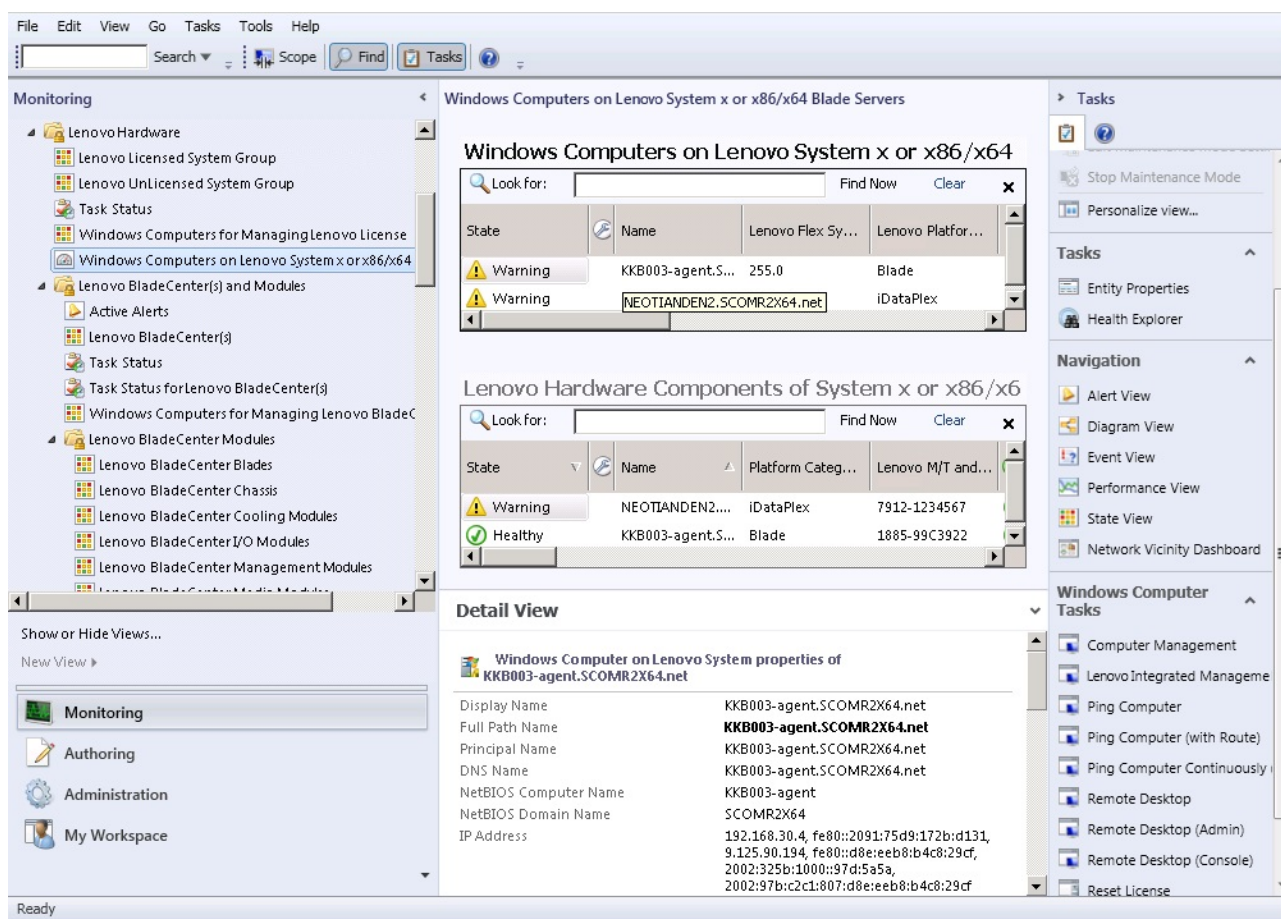 File Edit View Go Tasks Tools Help
Search Scope Find Tasks
Monitoring
Lenovo Hardware
Lenovo Licensed System Group
Lenovo UnLicensed System Group
Task Status
Windows Computers for Managing Lenovo License
Windows Computers on Lenovo System x or x86/x64
Lenovo BladeCenter(s) and Modules
Active Alerts
Lenovo BladeCenter(s)
Task Status
Task Status for Lenovo BladeCenter(s)
Windows Computers for Managing Lenovo BladeC
Lenovo BladeCenter Modules
Lenovo BladeCenter Blades
Lenovo BladeCenter Chassis
Lenovo BladeCenter Cooling Modules
Lenovo BladeCenter I/O Modules
Lenovo BladeCenter Management Modules
Lenovo BladeCenter Media Modules
Show or Hide Views...
New View
Monitoring
Authoring
Administration
My Workspace
Windows Computers on Lenovo System x or x86/x64 Blade Servers
Windows Computers on Lenovo System x or x86/x64
Look for: Find Now Clear
State Name Lenovo Flex Sy... Lenovo Platfor...
Warning KKB003-agent.S... 255.0 Blade
Warning NEOTIANDEN2.SCOMR2X64.net iDataPlex
Lenovo Hardware Components of System x or x86/x6
Look for: Find Now Clear
State Name Platform Categ... Lenovo M/T and...
Warning NEOTIANDEN2.... iDataPlex 7912-1234567
Healthy KKB003-agent.S... Blade 1885-99C3922
Detail View
Windows Computer on Lenovo System properties of
KKB003-agent.SCOMR2X64.net
Display Name KKB003-agent.SCOMR2X64.net
Full Path Name KKB003-agent.SCOMR2X64.net
Principal Name KKB003-agent.SCOMR2X64.net
DNS Name KKB003-agent.SCOMR2X64.net
NetBIOS Computer Name KKB003-agent
NetBIOS Domain Name SCOMR2X64
IP Address 192.168.30.4, fe80::2091:75d9:172b:d131,
9.125.90.194, fe80::d8e:eeb8:b4c8:29cf,
2002:325b:1000::97d:5a5a,
2002:97b:c2c1:807:d8e:eeb8:b4c8:29cf
Tasks
Stop Maintenance Mode
Personalize view...
Tasks
Entity Properties
Health Explorer
Navigation
Alert View
Diagram View
Event View
Performance View
State View
Network Vicinity Dashboard
Windows Computer
Tasks
Computer Management
Lenovo Integrated Manageme
Ping Computer
Ping Computer (with Route)
Ping Computer Continuously
Remote Desktop
Remote Desktop (Admin)
Remote Desktop (Console)
Reset License
Ready